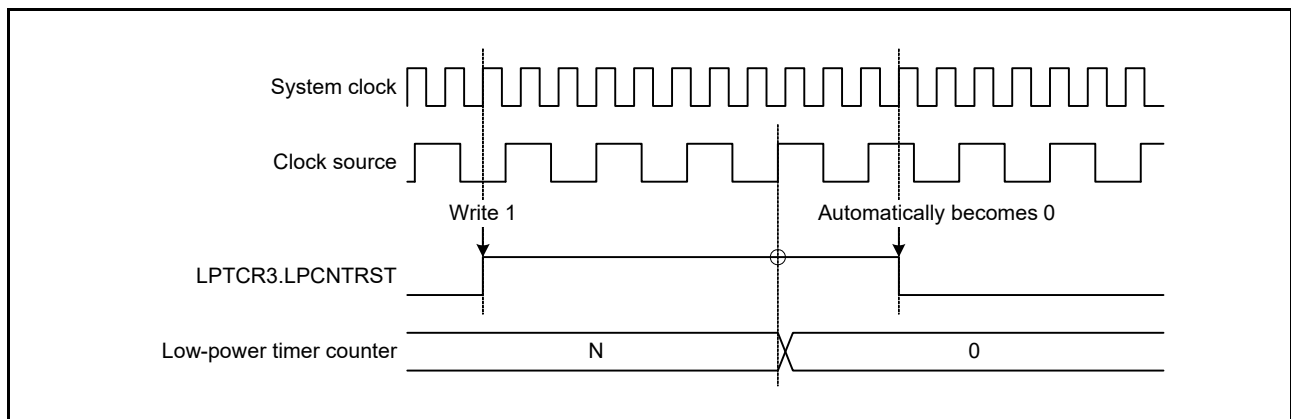 System clock
Clock source
Write 1
Automatically becomes 0
LPTCR3.LPCNTRST
Low-power timer counter
N
0